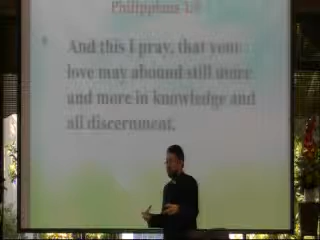 Philippians 1:9
And this I pray, that your
love may abound still more
and more in knowledge and
all discernment,